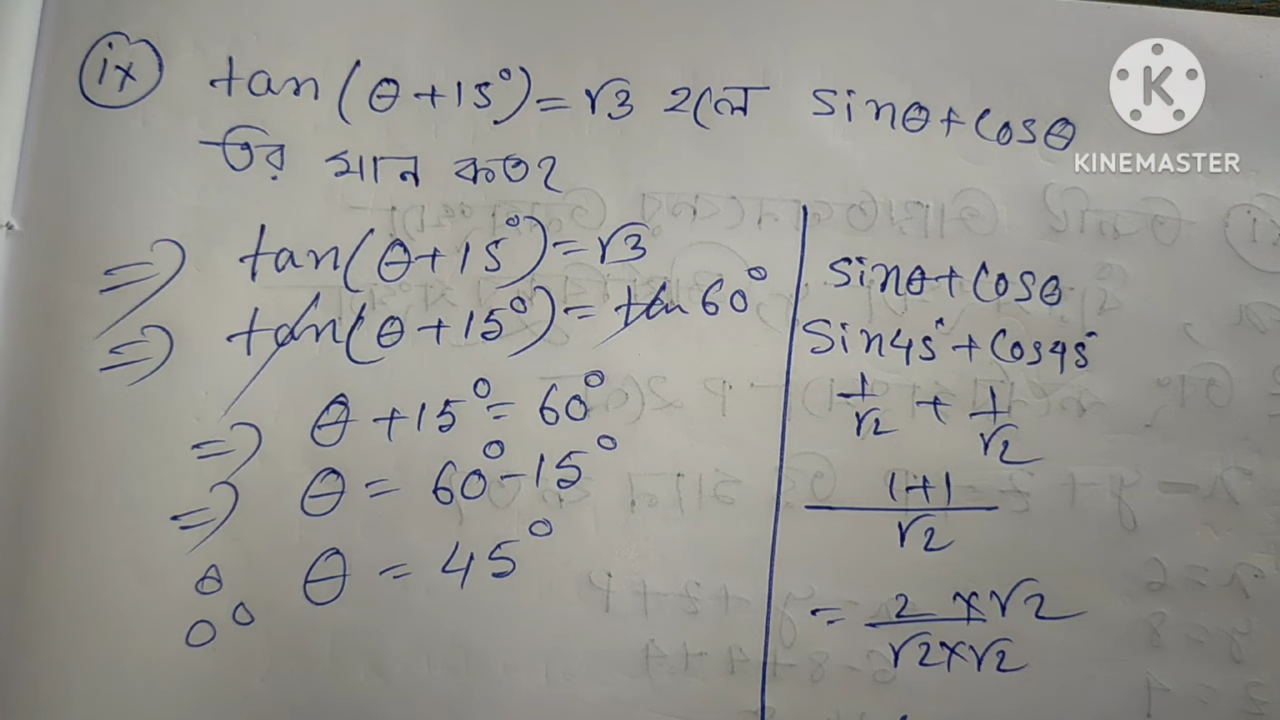 ix tan(θ+15°)=√3 হলে sinθ+cosθ
এর মান কত?
⇒ tan(θ+15°)=√3
⇒ tan(θ+15°)=tan60°
⇒ θ+15°=60°
⇒ θ=60°-15°
∴ θ=45°
sinθ+cosθ
Sin45°+Cos45°
1/√2 + 1/√2
1+1/√2
= 2×√2/√2×√2
KINEMASTER